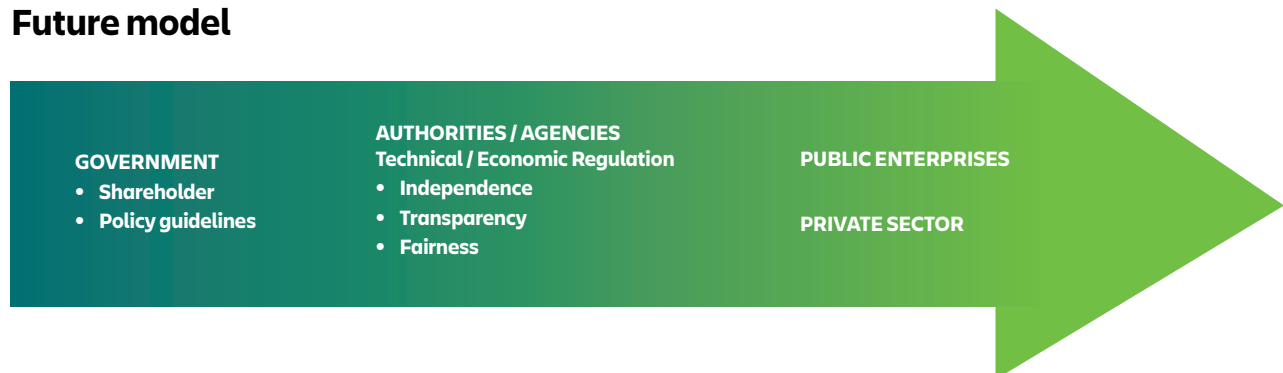 Future model
GOVERNMENT
• Shareholder
• Policy guidelines
AUTHORITIES / AGENCIES
Technical / Economic Regulation
• Independence
• Transparency
• Fairness
PUBLIC ENTERPRISES
PRIVATE SECTOR